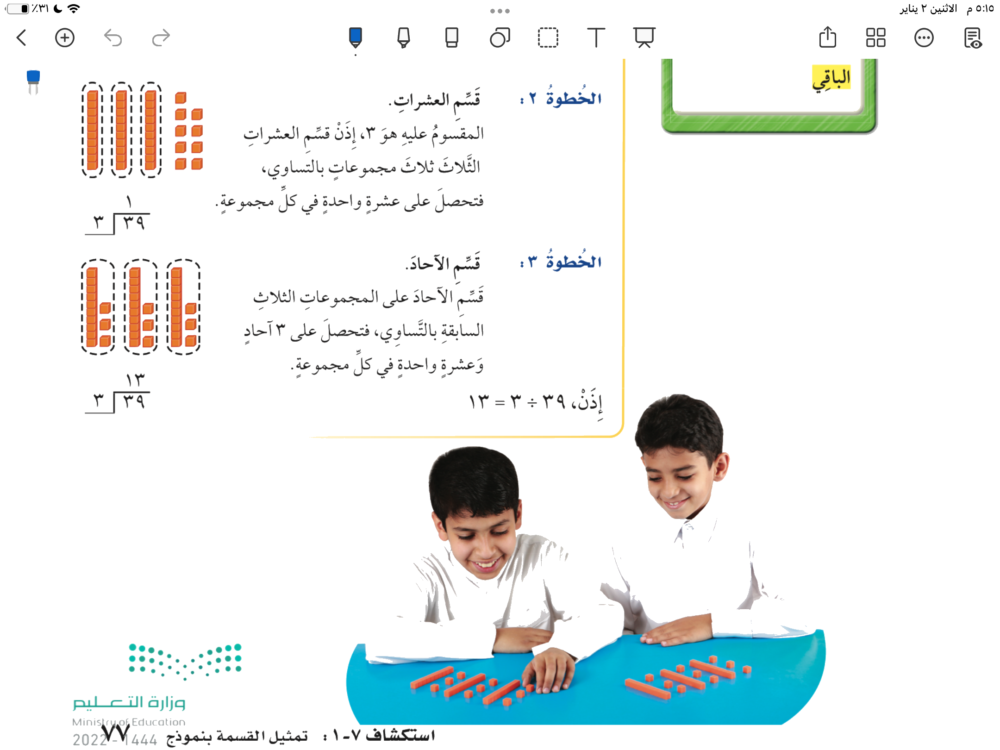 ٥:١٥ م الاثنين ٢ يناير
٪٣١
الباقِي
الخُطوةُ ٢ : قَسِّمِ العشراتِ.
المقسومُ عليهِ هوَ ٣، إِذَنْ قسِّمِ العشراتِ
الثَّلاثَ ثلاثَ مجموعاتٍ بالتساوي،
فتحصلَ على عشرةٍ واحدةٍ في كلِّ مجموعةٍ.
١
٣ ٣٩
الخُطوةُ ٣ : قَسِّمِ الآحادَ.
قَسِّمِ الآحادَ على المجموعاتِ الثلاثِ
السابقةِ بالتَّساوِي، فتحصلَ على ٣ آحادٍ
وَعشرةٍ واحدةٍ في كلِّ مجموعةٍ.
١٣
٣ ٣٩
إِذَنْ، ٣٩ ÷ ٣ = ١٣
وزارة التعليم
Ministry of Education
2022 - 1444
استكشاف ٧-١ : تمثيل القسمة بنموذج ٧٧